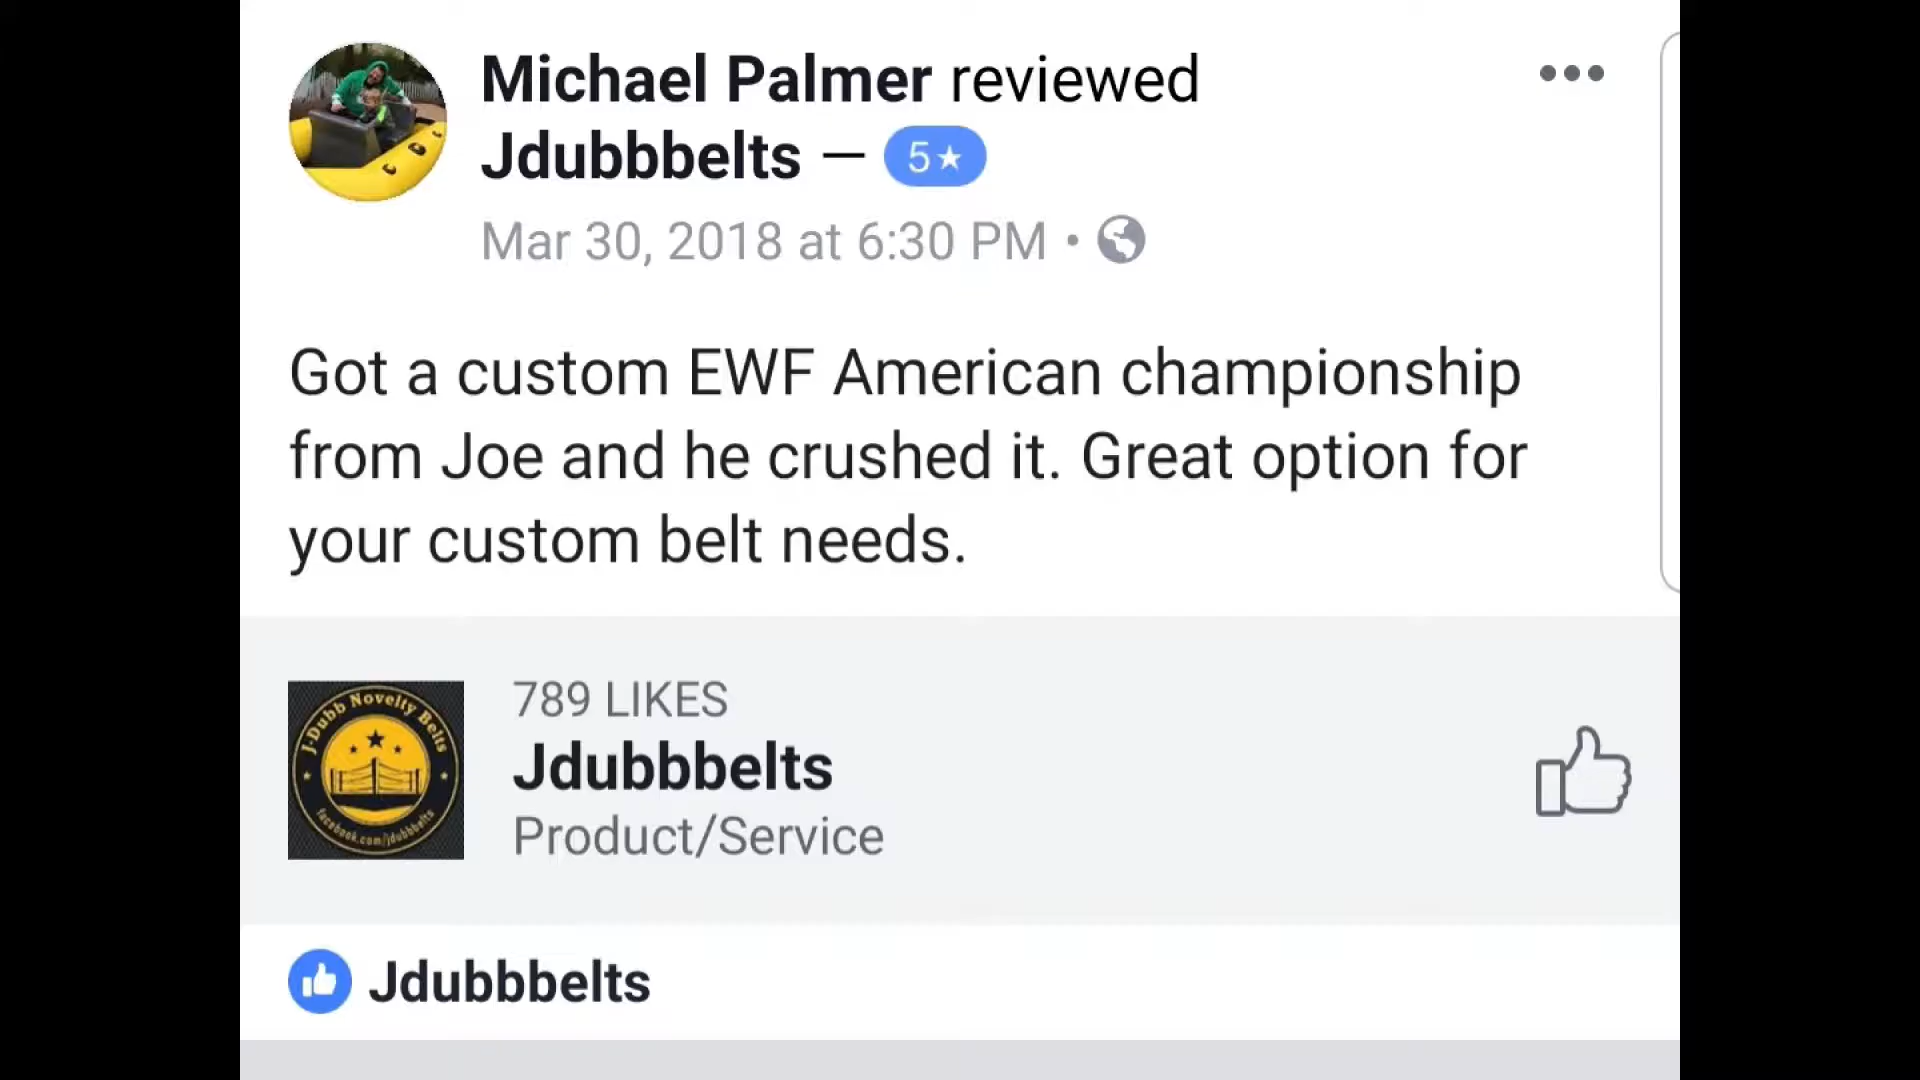 Michael Palmer reviewed
Jdubbbelts — 5★
Mar 30, 2018 at 6:30 PM •
Got a custom EWF American championship
from Joe and he crushed it. Great option for
your custom belt needs.
J-Dubb Novelty Belts
facebook.com/jdubbbelts
789 LIKES
Jdubbbelts
Product/Service
Jdubbbelts